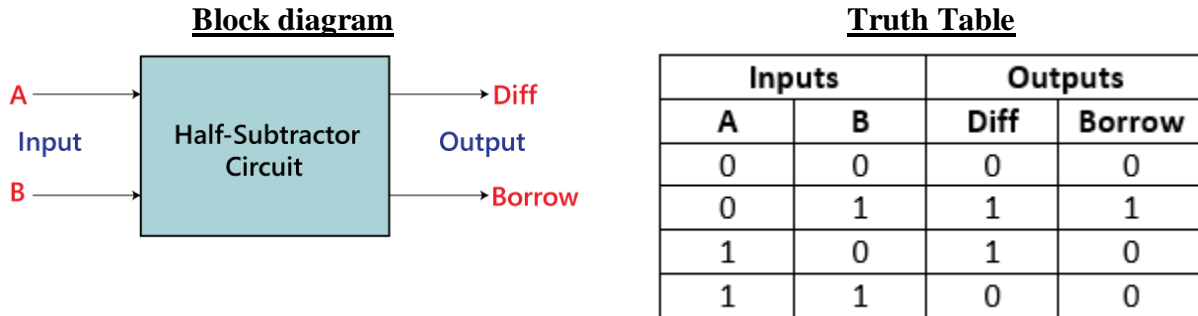 Block diagram
A
Input
B
Half-Subtractor
Circuit
Diff
Output
Borrow
Truth Table
Inputs Outputs
A B Diff Borrow
0 0 0 0
0 1 1 1
1 0 1 0
1 1 0 0